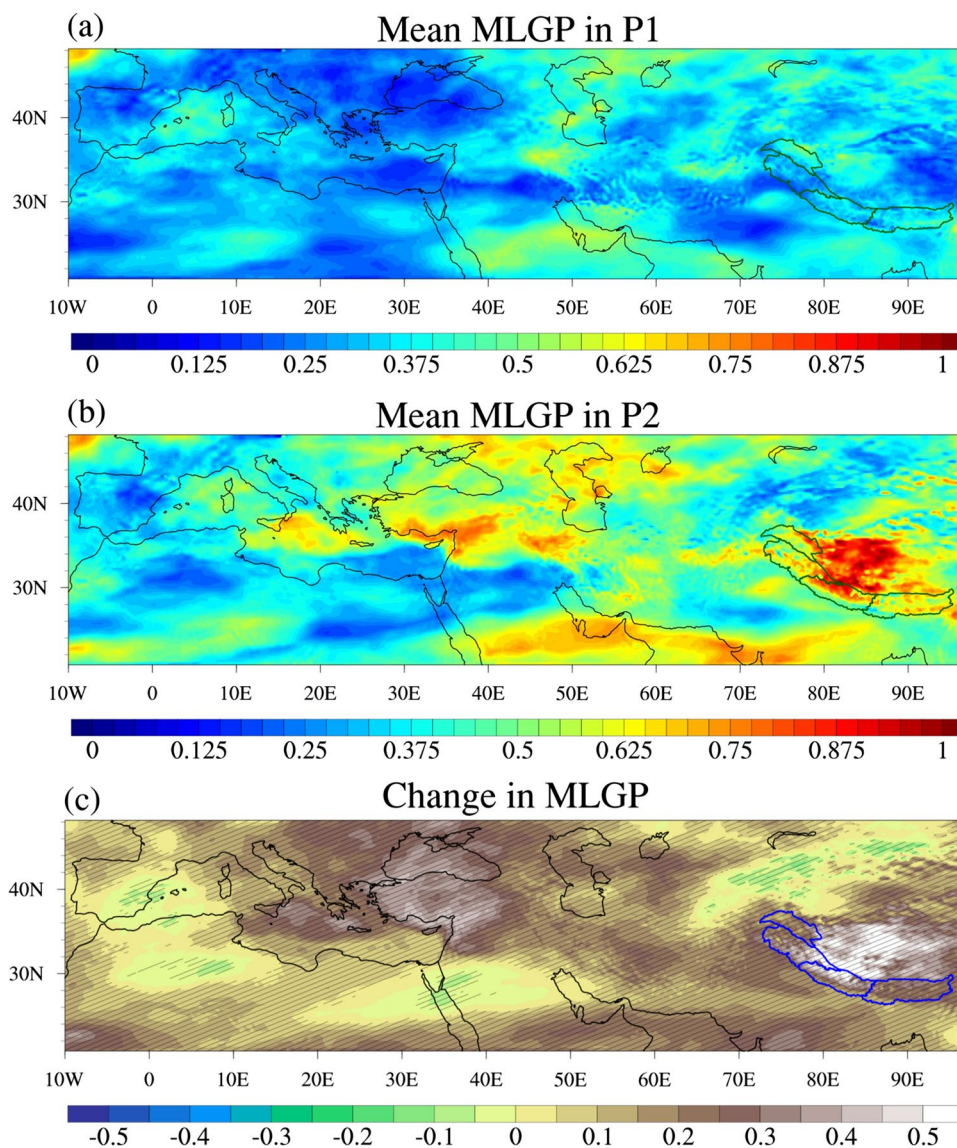 (a) Mean MLGP in P1
40N
30N
10W 0 10E 20E 30E 40E 50E 60E 70E 80E 90E
0 0.125 0.25 0.375 0.5 0.625 0.75 0.875 1
(b) Mean MLGP in P2
40N
30N
10W 0 10E 20E 30E 40E 50E 60E 70E 80E 90E
0 0.125 0.25 0.375 0.5 0.625 0.75 0.875 1
(c) Change in MLGP
40N
30N
10W 0 10E 20E 30E 40E 50E 60E 70E 80E 90E
-0.5 -0.4 -0.3 -0.2 -0.1 0 0.1 0.2 0.3 0.4 0.5